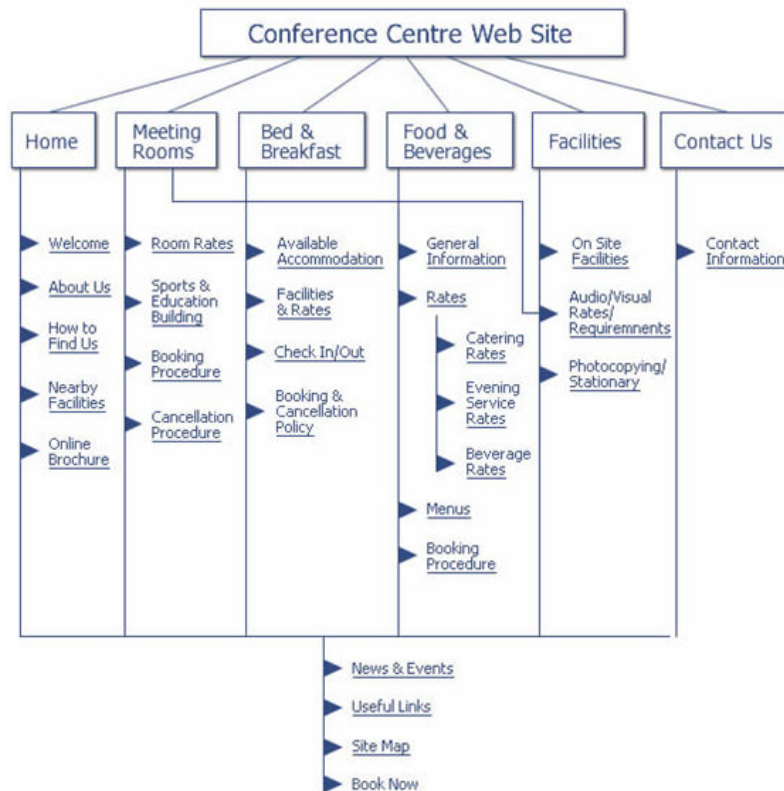 Conference Centre Web Site
Home
Meeting
Rooms
Bed &
Breakfast
Food &
Beverages
Facilities
Contact Us
Welcome
About Us
How to
Find Us
Nearby
Facilities
Online
Brochure
Room Rates
Sports &
Education
Building
Booking
Procedure
Cancellation
Procedure
Available
Accommodation
Facilities
& Rates
Check In/Out
Booking &
Cancellation
Policy
General
Information
Rates
Catering
Rates
Evening
Service
Rates
Beverage
Rates
Menus
Booking
Procedure
On Site
Facilities
Audio/Visual
Rates/
Requiremnents
Photocopying/
Stationary
Contact
Information
News & Events
Useful Links
Site Map
Book Now